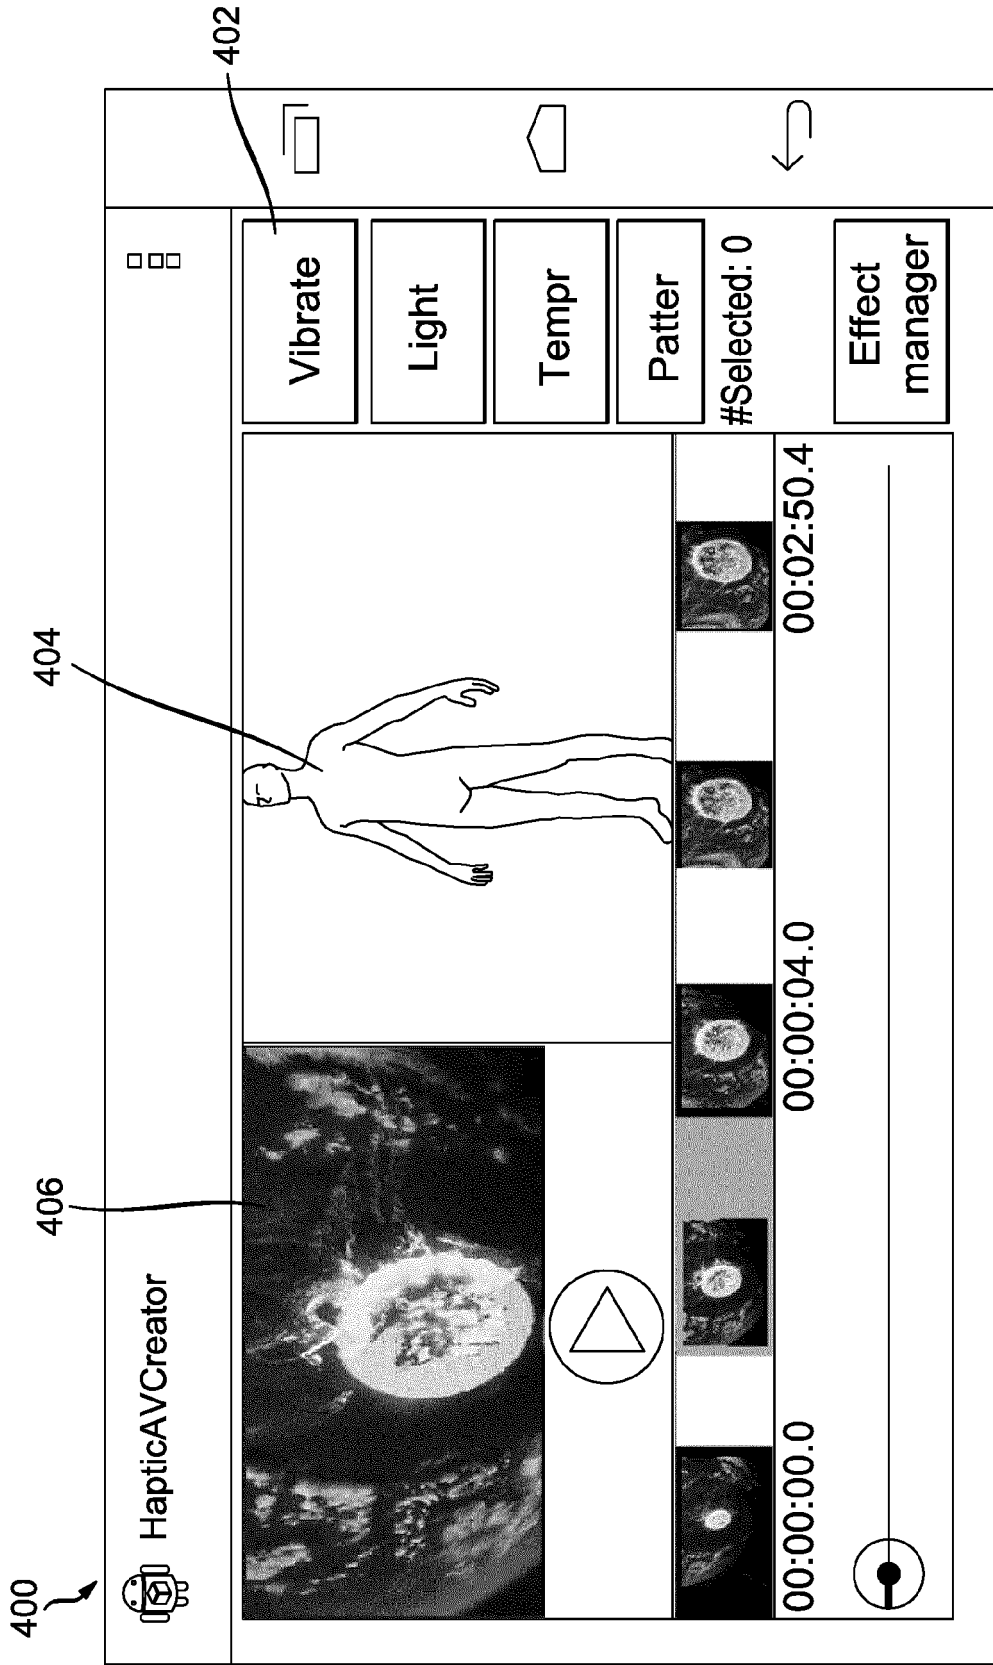 400
HapticAVCreator
406
404
402
Vibrate
Light
Tempr
Patter
#Selected: 0
Effect
manager
00:00:00.0
00:00:04.0
00:02:50.4